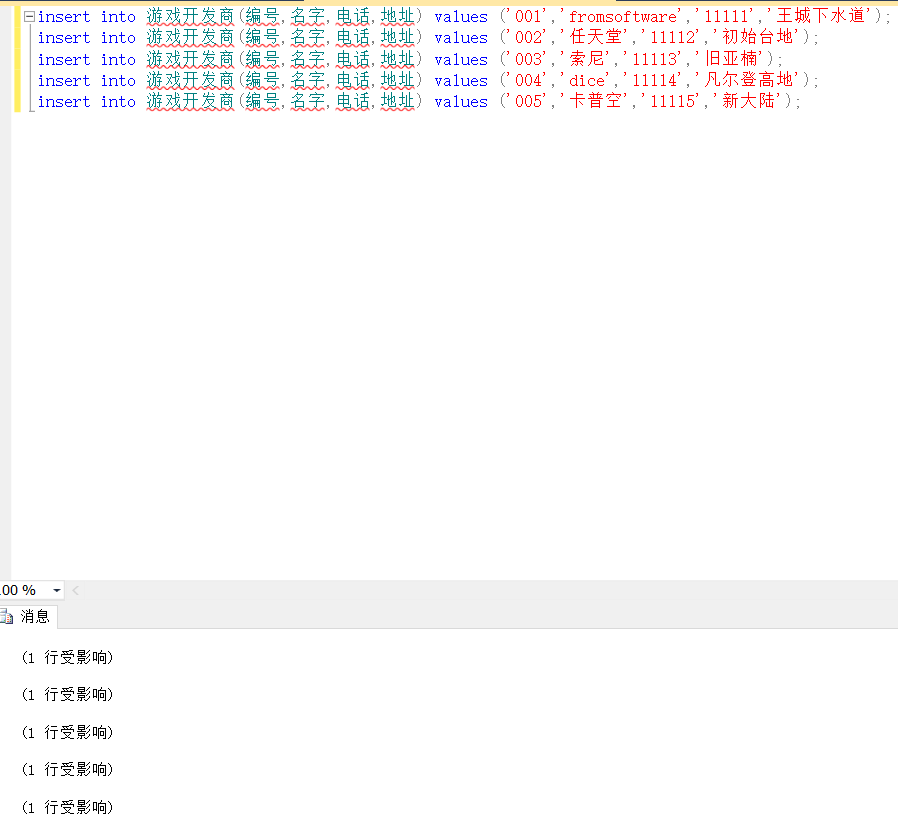 insert into 游戏开发商(编号,名字,电话,地址) values ('001','fromsoftware','11111','王城下水道');
insert into 游戏开发商(编号,名字,电话,地址) values ('002','任天堂','11112','初始台地');
insert into 游戏开发商(编号,名字,电话,地址) values ('003','索尼','11113','旧亚楠');
insert into 游戏开发商(编号,名字,电话,地址) values ('004','dice','11114','凡尔登高地');
insert into 游戏开发商(编号,名字,电话,地址) values ('005','卡普空','11115','新大陆');
.00 %
消息
(1 行受影响)
(1 行受影响)
(1 行受影响)
(1 行受影响)
(1 行受影响)